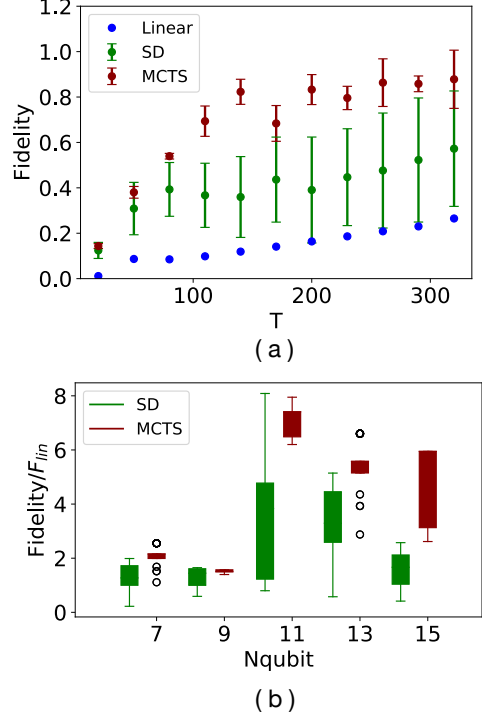 1.2
1.0
0.8
0.6
0.4
0.2
0.0
Fidelity
Linear
SD
MCTS
100 200 300
T
(a)
8
6
4
2
0
Fidelity/F_lin
SD
MCTS
7 9 11 13 15
Nqubit
(b)